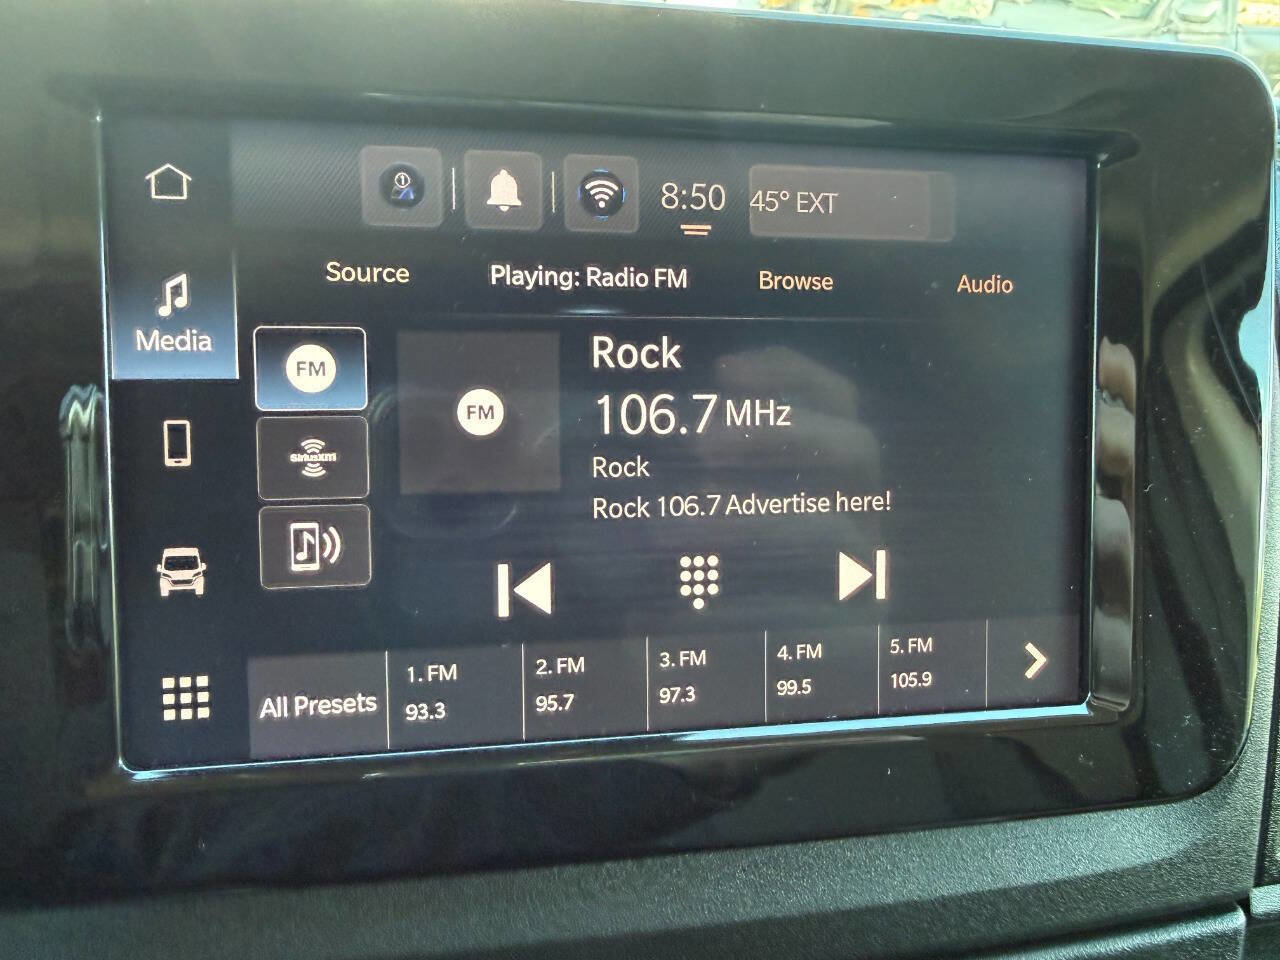 1
8:50
45° EXT
Source
Playing: Radio FM
Browse
Audio
Media
FM
SiriusXM
FM
Rock
106.7 MHz
Rock
Rock 106.7 Advertise here!
All Presets
1. FM
93.3
2. FM
95.7
3. FM
97.3
4. FM
99.5
5. FM
105.9